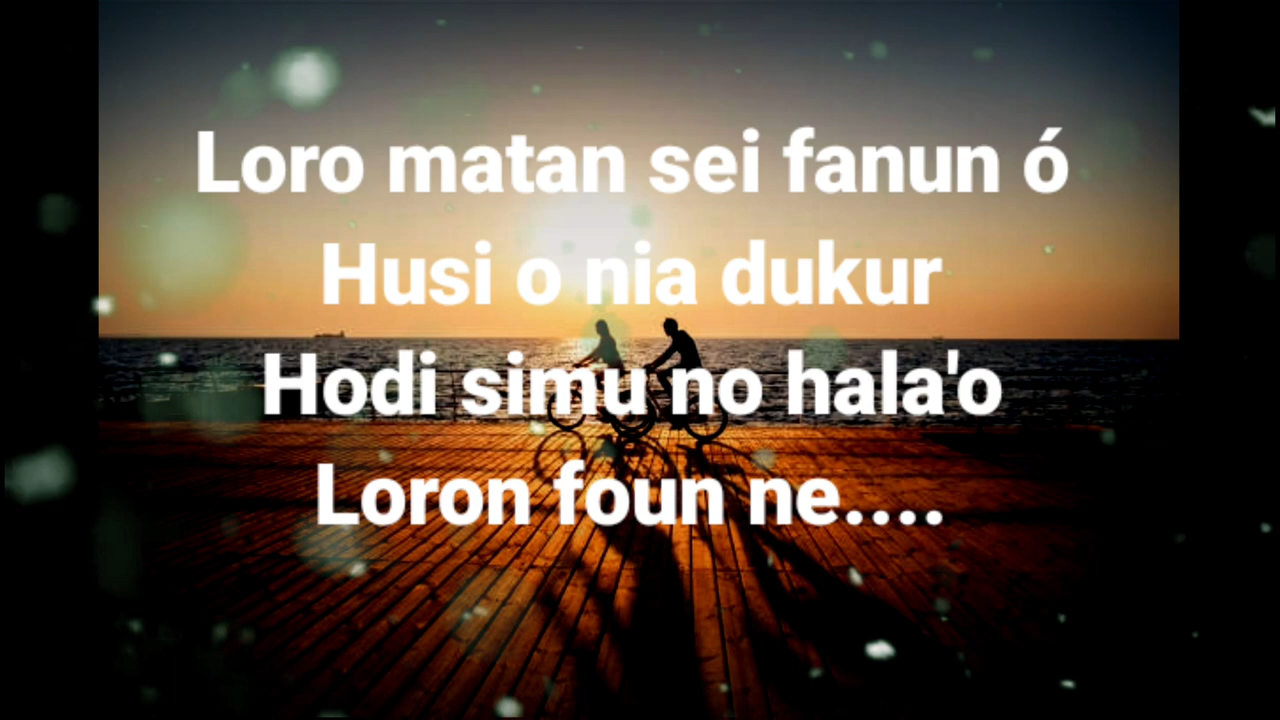 Loro matan sei fanun ó
Husi o nia dukur
Hodi simu no hala'o
Loron foun ne....